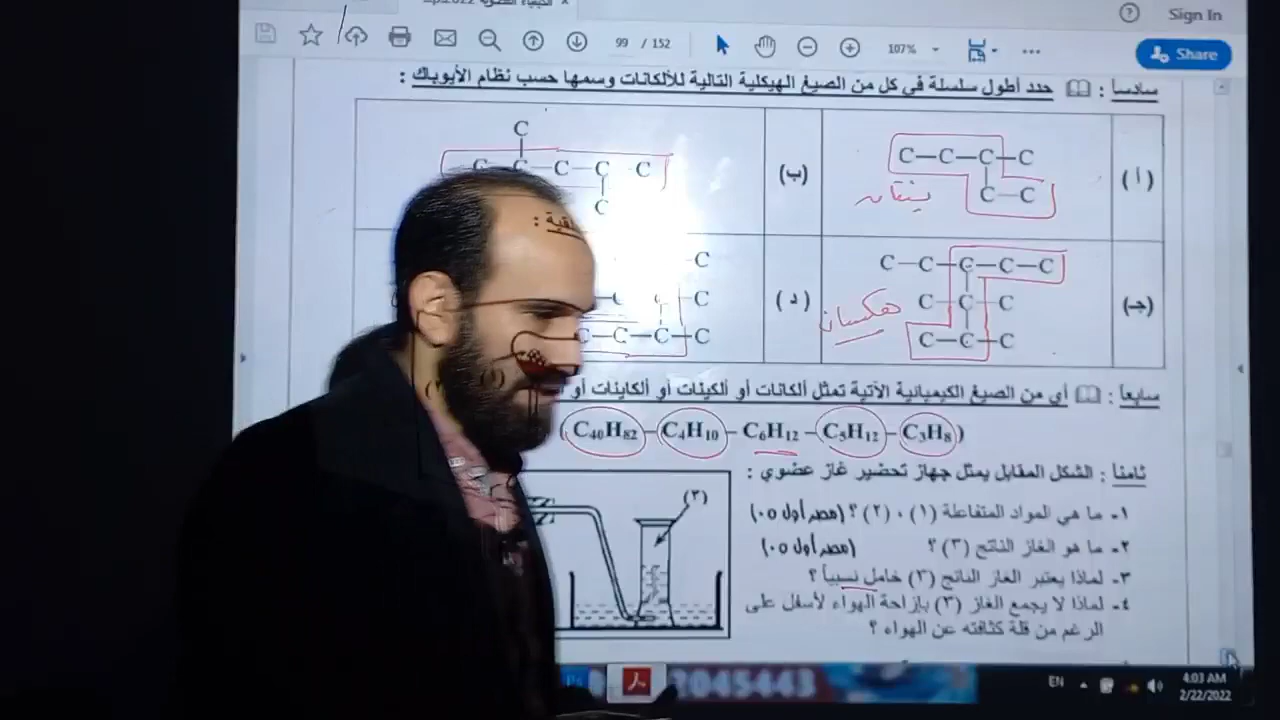 Sign In
99 / 152
107%
Share
سادساً : حدد أطول سلسلة في كل من الصيغ الهيكلية التالية للألكانات وسمها حسب نظام الأيوباك :
(أ)
C—C—C—C
C—C
بنتان
(ب)
C
C—C—C—C C
C
(جـ)
C—C—C—C—C
C—C—C
C—C—C
هكسان
(د)
C
C
C—C—C—C
سابعاً : أي من الصيغ الكيميائية الآتية تمثل ألكانات أو ألكينات أو ألكاينات أو
( C40H82 – C4H10 – C6H12 – C5H12 – C3H8 )
ثامناً : الشكل المقابل يمثل جهاز تحضير غاز عضوي :
(٣)
١- ما هي المواد المتفاعلة (١) ، (٢) ؟ (مصر أول ٠٥)
٢- ما هو الغاز الناتج (٣) ؟ (مصر أول ٠٥)
٣- لماذا يعتبر الغاز الناتج (٣) خامل نسبياً ؟
٤- لماذا لا يجمع الغاز (٣) بإزاحة الهواء لأسفل على
الرغم من قلة كثافته عن الهواء ؟
2045443
EN
4:03 AM
2/22/2022